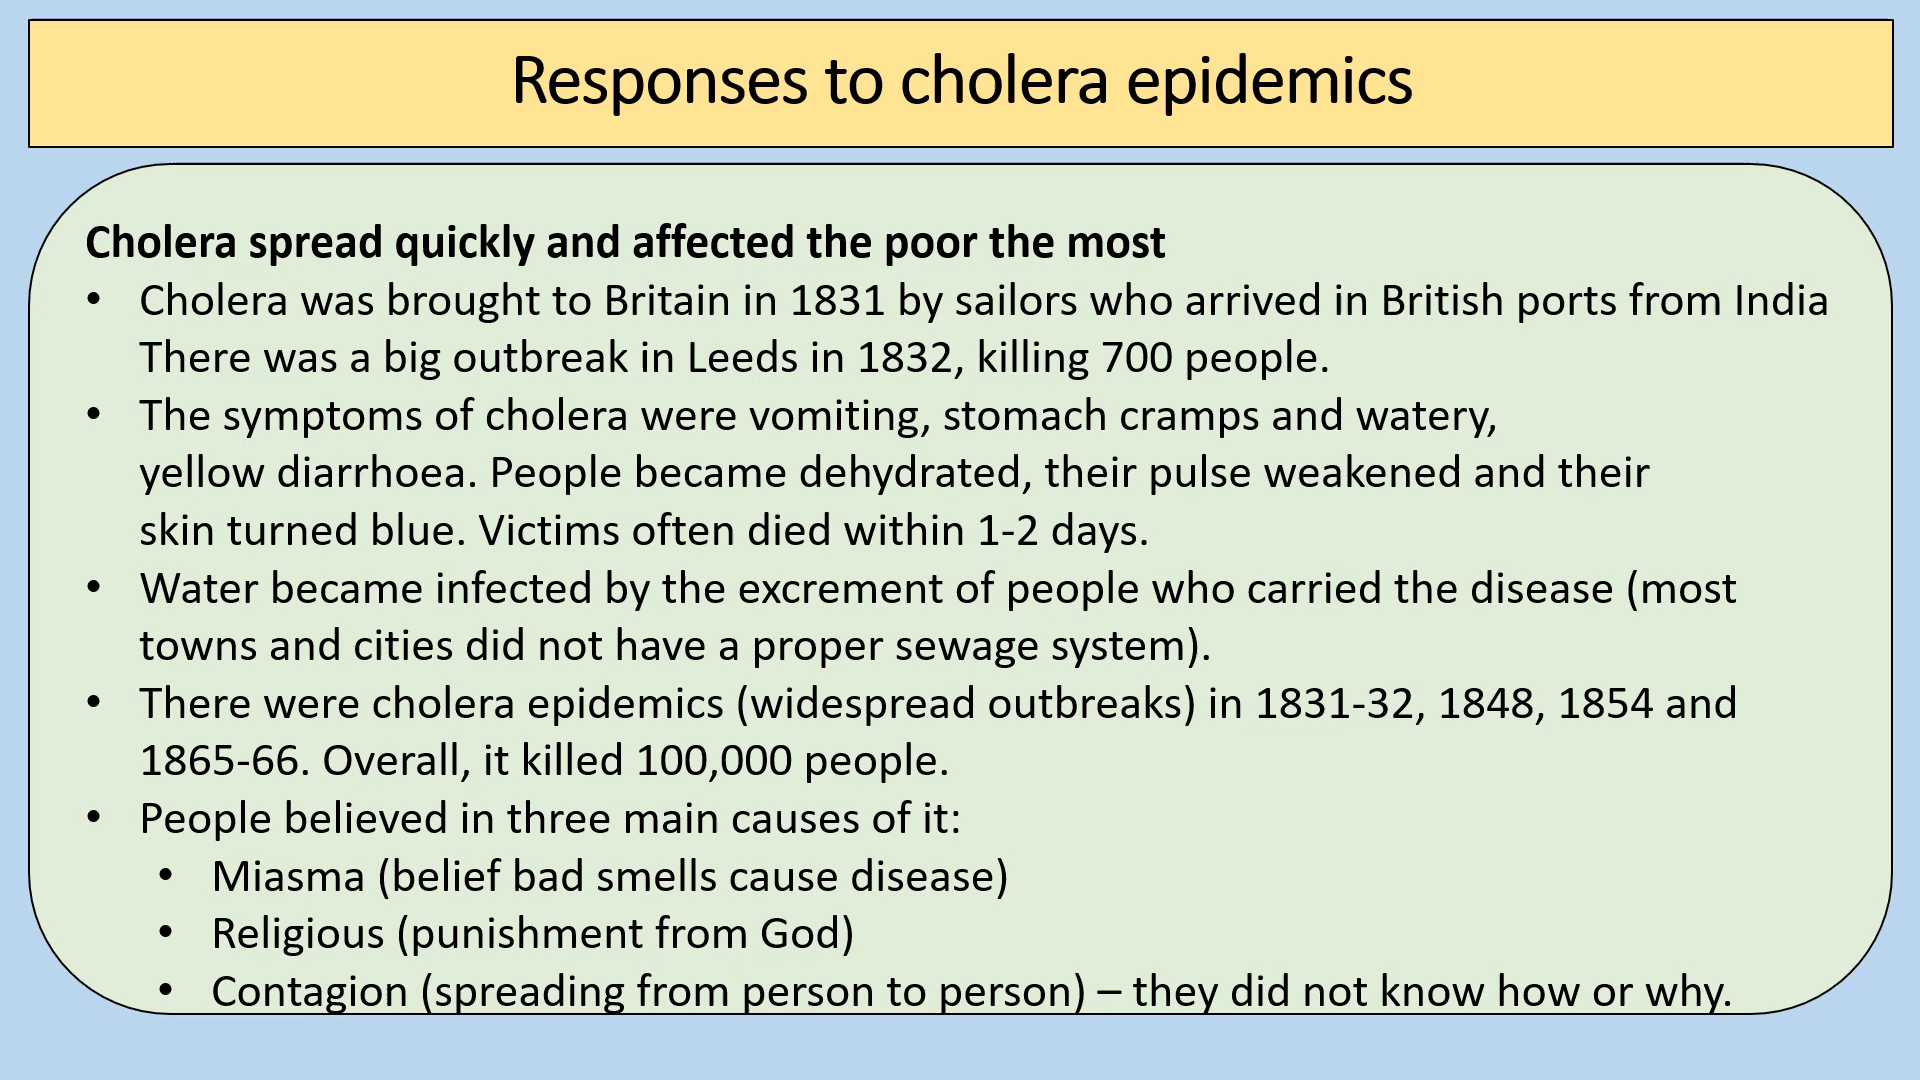 Responses to cholera epidemics
Cholera spread quickly and affected the poor the most
• Cholera was brought to Britain in 1831 by sailors who arrived in British ports from India
There was a big outbreak in Leeds in 1832, killing 700 people.
• The symptoms of cholera were vomiting, stomach cramps and watery,
yellow diarrhoea. People became dehydrated, their pulse weakened and their
skin turned blue. Victims often died within 1-2 days.
• Water became infected by the excrement of people who carried the disease (most
towns and cities did not have a proper sewage system).
• There were cholera epidemics (widespread outbreaks) in 1831-32, 1848, 1854 and
1865-66. Overall, it killed 100,000 people.
• People believed in three main causes of it:
• Miasma (belief bad smells cause disease)
• Religious (punishment from God)
• Contagion (spreading from person to person) – they did not know how or why.